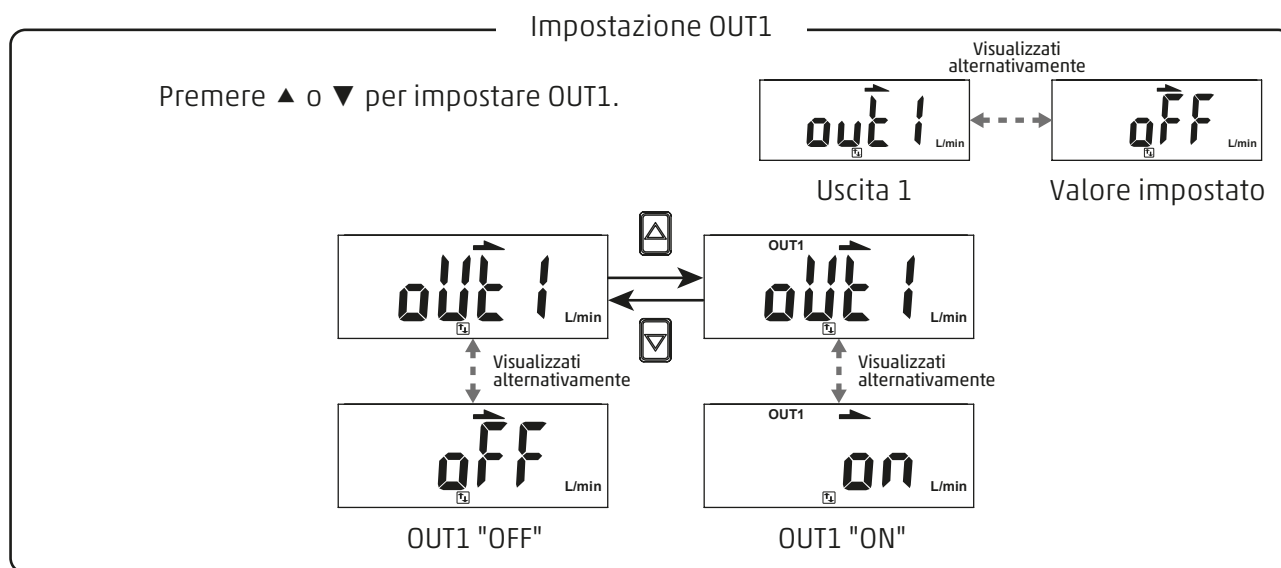 Impostazione OUT1
Visualizzati
alternativamente
Premere ▲ o ▼ per impostare OUT1.
out1
L/min
oFF
L/min
Uscita 1
Valore impostato
oUt1
L/min
OUT1
oUt1
L/min
Visualizzati
alternativamente
Visualizzati
alternativamente
oFF
L/min
OUT1
on
L/min
OUT1 "OFF"
OUT1 "ON"